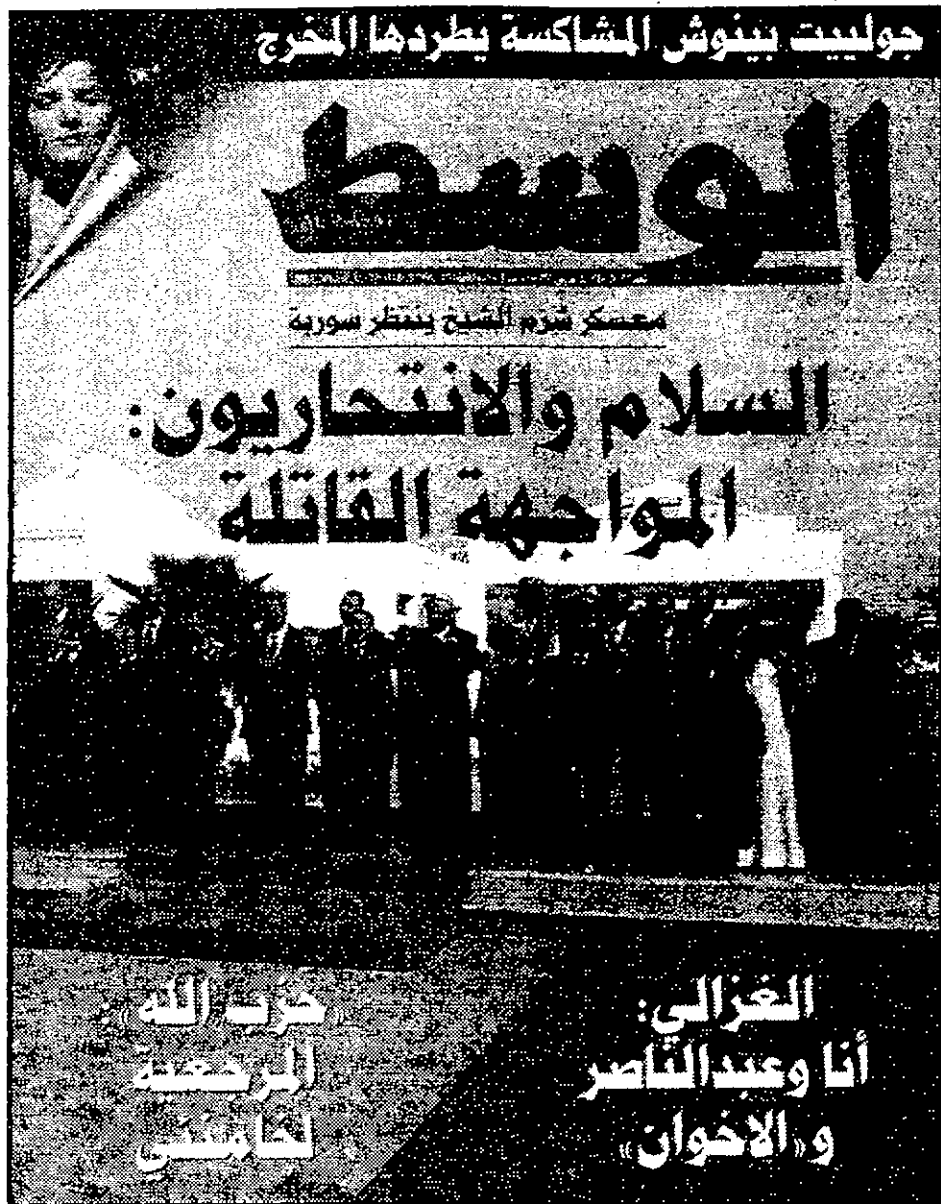 جولييت بينوش المشاكسة يطردها المخرج
الوسط
معسكر شرم الشيخ ينتظر سورية
السلام والانتحاريون:
المواجهة القاتلة
الغزالي:
أنا وعبدالناصر
و«الاخوان»
«حزب الله»:
المرجعية
لخامنئي